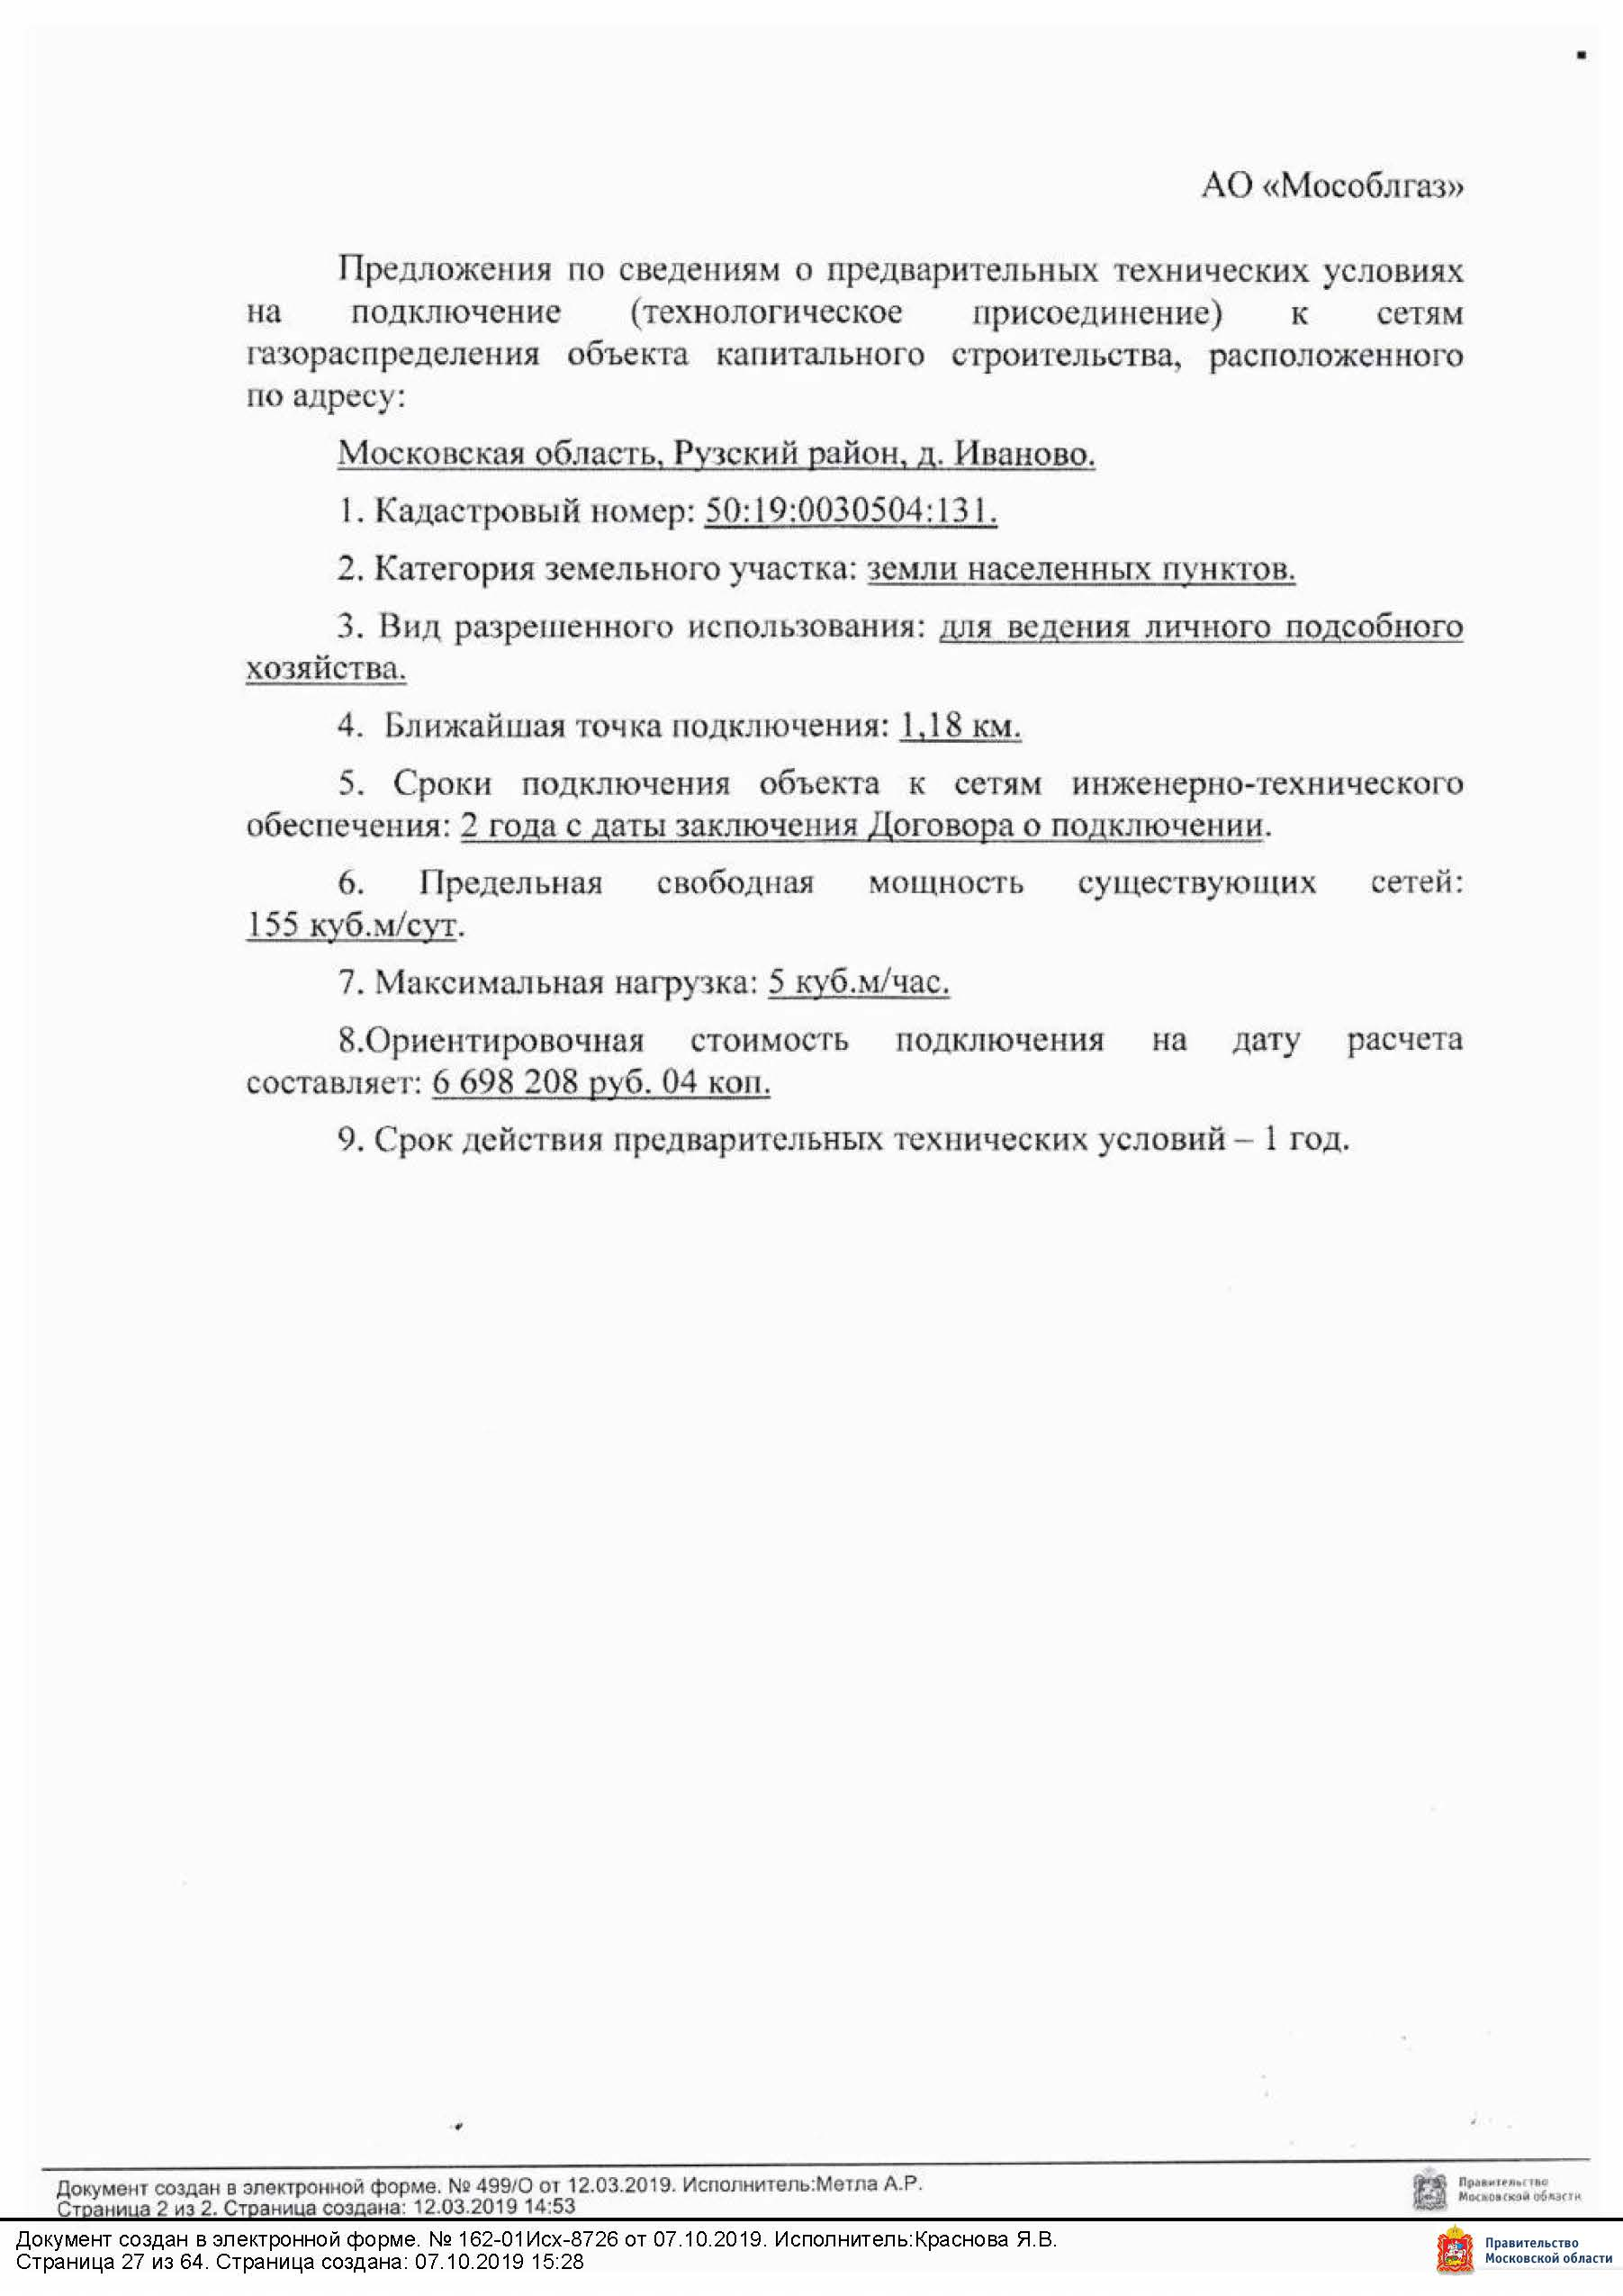 АО «Мособлгаз»
Предложения по сведениям о предварительных технических условиях
на подключение (технологическое присоединение) к сетям
газораспределения объекта капитального строительства, расположенного
по адресу:
Московская область, Рузский район, д. Иваново.
1. Кадастровый номер: 50:19:0030504:131.
2. Категория земельного участка: земли населенных пунктов.
3. Вид разрешенного использования: для ведения личного подсобного
хозяйства.
4. Ближайшая точка подключения: 1,18 км.
5. Сроки подключения объекта к сетям инженерно-технического
обеспечения: 2 года с даты заключения Договора о подключении.
6. Предельная свободная мощность существующих сетей:
155 куб.м/сут.
7. Максимальная нагрузка: 5 куб.м/час.
8.Ориентировочная стоимость подключения на дату расчета
составляет: 6 698 208 руб. 04 коп.
9. Срок действия предварительных технических условий – 1 год.
Документ создан в электронной форме. № 499/О от 12.03.2019. Исполнитель:Метла А.Р.
Страница 2 из 2. Страница создана: 12.03.2019 14:53
Правительство
Московской области
Документ создан в электронной форме. № 162-01Исх-8726 от 07.10.2019. Исполнитель:Краснова Я.В.
Страница 27 из 64. Страница создана: 07.10.2019 15:28
Правительство
Московской области